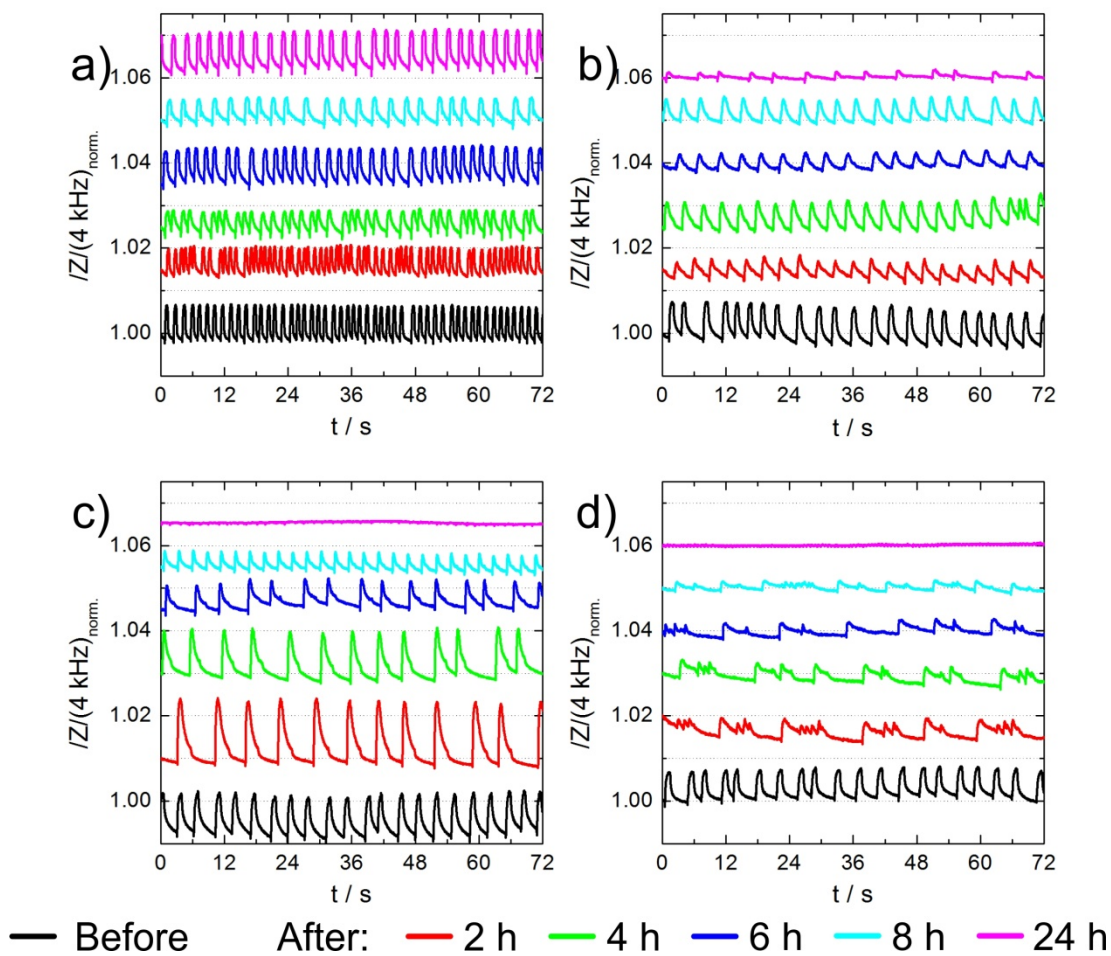 a)
b)
1.06
1.04
1.02
1.00
/Z/(4 kHz)norm.
0 12 24 36 48 60 72
t / s
1.06
1.04
1.02
1.00
/Z/(4 kHz)norm.
0 12 24 36 48 60 72
t / s
c)
d)
1.06
1.04
1.02
1.00
/Z/(4 kHz)norm.
0 12 24 36 48 60 72
t / s
1.06
1.04
1.02
1.00
/Z/(4 kHz)norm.
0 12 24 36 48 60 72
t / s
Before After: 2 h 4 h 6 h 8 h 24 h